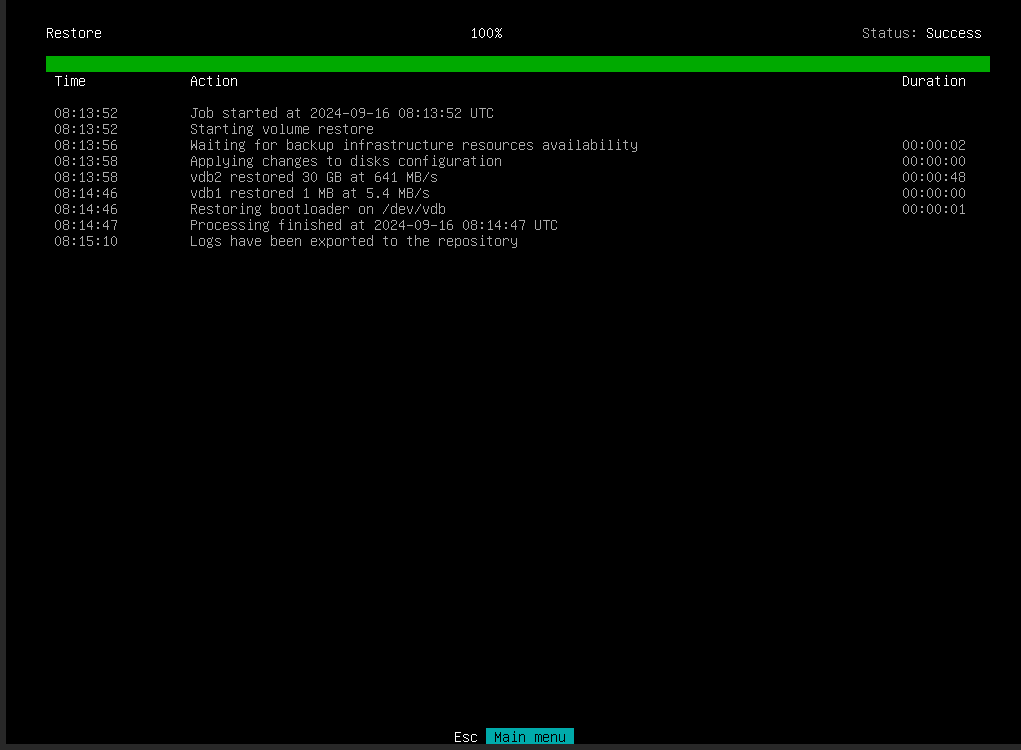 Restore 100% Status: Success
Time Action Duration
08:13:52 Job started at 2024-09-16 08:13:52 UTC
08:13:52 Starting volume restore
08:13:56 Waiting for backup infrastructure resources availability 00:00:02
08:13:58 Applying changes to disks configuration 00:00:00
08:13:58 vdb2 restored 30 GB at 641 MB/s 00:00:48
08:14:46 vdb1 restored 1 MB at 5.4 MB/s 00:00:00
08:14:46 Restoring bootloader on /dev/vdb 00:00:01
08:14:47 Processing finished at 2024-09-16 08:14:47 UTC
08:15:10 Logs have been exported to the repository
Esc Main menu